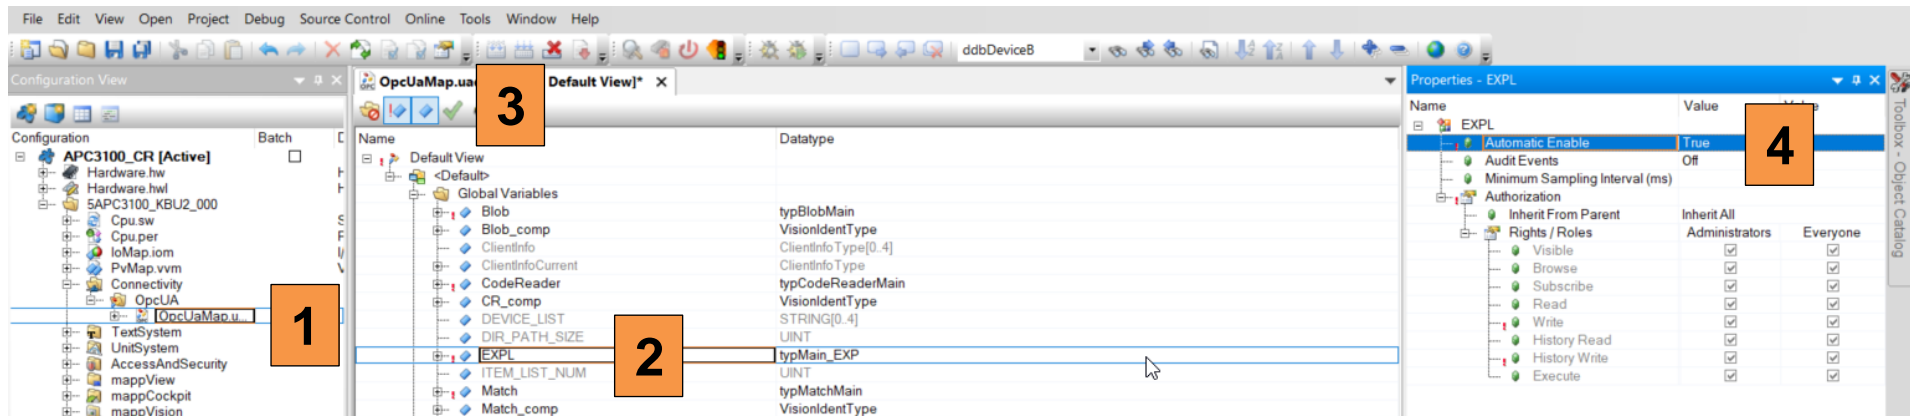 File Edit View Open Project Debug Source Control Online Tools Window Help
ddbDeviceB
Configuration View
OpcUaMap.uad Default View]* X
Properties - EXPL
3
4
Name Value
Configuration Batch
Name Datatype
EXPL
APC3100_CR [Active]
Default View
Automatic Enable True
Hardware.hw
<Default>
Audit Events Off
Hardware.hwl
Global Variables
Minimum Sampling Interval (ms)
5APC3100_KBU2_000
Blob typBlobMain
Authorization
Cpu.sw
Blob_comp VisionIdentType
Inherit From Parent Inherit All
Cpu.per
ClientInfo ClientInfoType[0..4]
Rights / Roles Administrators Everyone
IoMap.iom
ClientInfoCurrent ClientInfoType
Visible
PvMap.vvm
CodeReader typCodeReaderMain
Browse
Connectivity
CR_comp VisionIdentType
Subscribe
OpcUA
DEVICE_LIST STRING[0..4]
Read
OpcUaMap.u...
1
DIR_PATH_SIZE UINT
Write
TextSystem
EXPL typMain_EXP
2
History Read
UnitSystem
ITEM_LIST_NUM UINT
History Write
AccessAndSecurity
Match typMatchMain
Execute
mappView
Match_comp VisionIdentType
mappCockpit
mappVision
Toolbox - Object Catalog